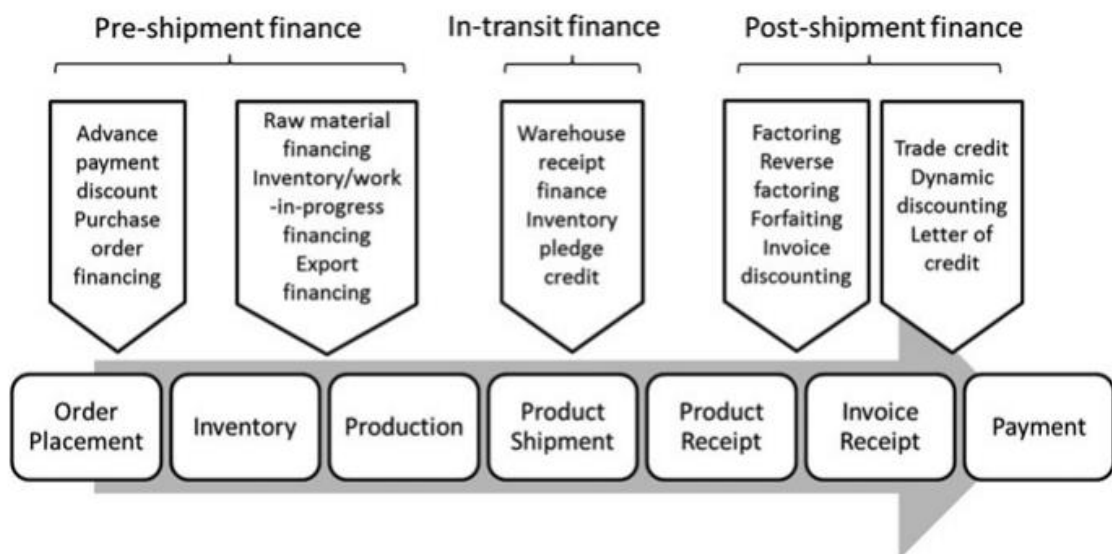 Pre-shipment finance
In-transit finance
Post-shipment finance
Advance
payment
discount
Purchase
order
financing
Raw material
financing
Inventory/work
-in-progress
financing
Export
financing
Warehouse
receipt
finance
Inventory
pledge
credit
Factoring
Reverse
factoring
Forfaiting
Invoice
discounting
Trade credit
Dynamic
discounting
Letter of
credit
Order
Placement
Inventory
Production
Product
Shipment
Product
Receipt
Invoice
Receipt
Payment